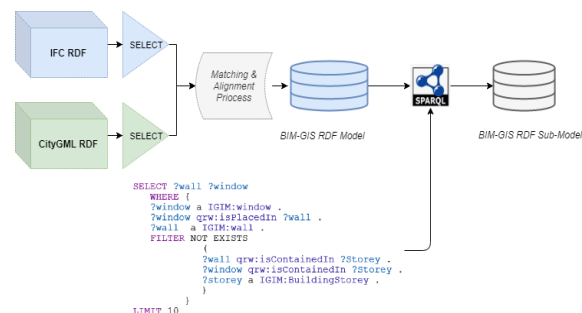 IFC RDF
SELECT
Matching &
Alignment
Process
CityGML RDF
SELECT
SPARQL
BIM-GIS RDF Model
BIM-GIS RDF Sub-Model
SELECT ?wall ?window
WHERE {
?window a IGIM:window .
?window qrw:isPlacedIn ?wall .
?wall a IGIM:wall .
FILTER NOT EXISTS
(
?wall qrw:isContainedIn ?Storey .
?window qrw:isContainedIn ?Storey .
?storey a IGIM:BuildingStorey .
)
}
LIMIT 10